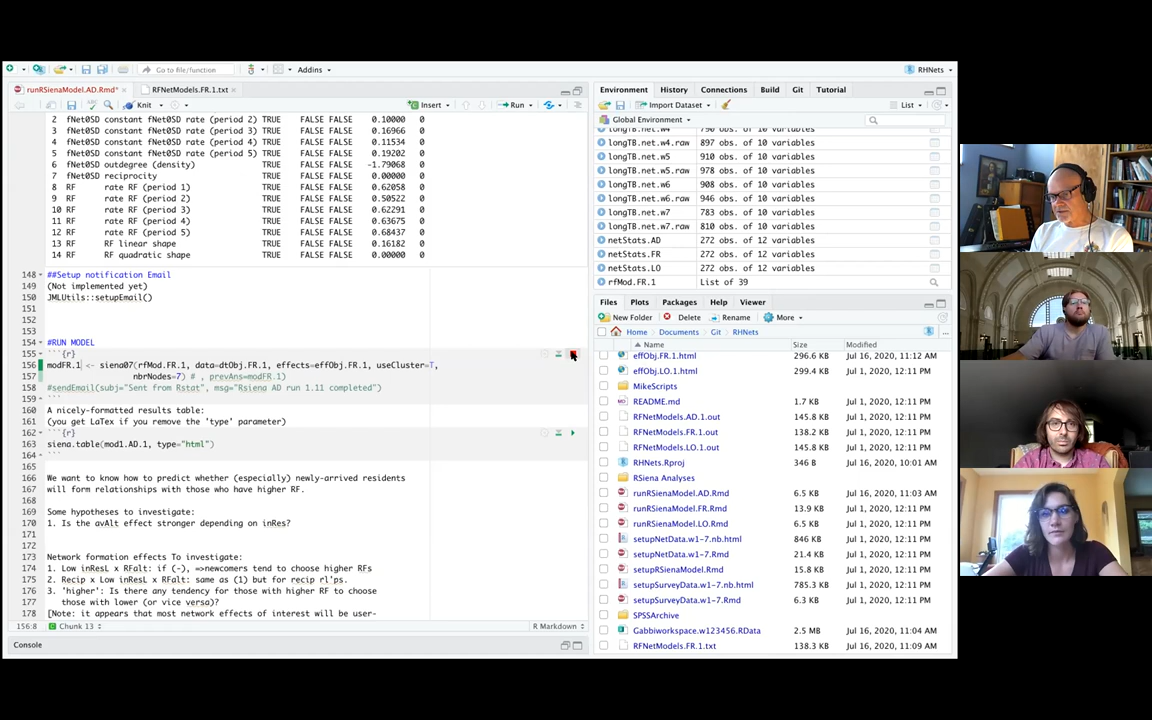 Go to file/function
Addins
RHNets
runRSienaModel.AD.Rmd*
RFNetModels.FR.1.txt
Knit
Insert
Run
2 fNet0SD constant fNet0SD rate (period 2) TRUE FALSE FALSE 0.10000 0
3 fNet0SD constant fNet0SD rate (period 3) TRUE FALSE FALSE 0.16966 0
4 fNet0SD constant fNet0SD rate (period 4) TRUE FALSE FALSE 0.11534 0
5 fNet0SD constant fNet0SD rate (period 5) TRUE FALSE FALSE 0.19202 0
6 fNet0SD outdegree (density) TRUE FALSE FALSE -1.79068 0
7 fNet0SD reciprocity TRUE FALSE FALSE 0.00000 0
8 RF rate RF (period 1) TRUE FALSE FALSE 0.62058 0
9 RF rate RF (period 2) TRUE FALSE FALSE 0.50522 0
10 RF rate RF (period 3) TRUE FALSE FALSE 0.62291 0
11 RF rate RF (period 4) TRUE FALSE FALSE 0.63675 0
12 RF rate RF (period 5) TRUE FALSE FALSE 0.68437 0
13 RF RF linear shape TRUE FALSE FALSE 0.16182 0
14 RF RF quadratic shape TRUE FALSE FALSE 0.00000 0
148 ##Setup notification Email
149 (Not implemented yet)
150 JMLUtils::setupEmail()
151
152
153
154 #RUN MODEL
155 ```{r}
156 modFR.1 <- siena07(rfMod.FR.1, data=dtObj.FR.1, effects=effObj.FR.1, useCluster=T,
157 nbrNodes=7) # , prevAns=modFR.1)
158 #sendEmail(subj="Sent from Rstat", msg="Rsiena AD run 1.11 completed")
159 ```
160 A nicely-formatted results table:
161 (you get LaTex if you remove the 'type' parameter)
162 ```{r}
163 siena.table(mod1.AD.1, type="html")
164 ```
165
166 We want to know how to predict whether (especially) newly-arrived residents
167 will form relationships with those who have higher RF.
168
169 Some hypotheses to investigate:
170 1. Is the avAlt effect stronger depending on inRes?
171
172
173 Network formation effects To investigate:
174 1. Low inResL x RFalt: if (-), =>newcomers tend to choose higher RFs
175 2. Recip x Low inResL x RFalt: same as (1) but for recip rl'ps.
176 3. 'higher': Is there any tendency for those with higher RF to choose
177 those with lower (or vice versa)?
178 [Note: it appears that most network effects of interest will be user-
156:8 Chunk 13 R Markdown
Console
Environment History Connections Build Git Tutorial
Import Dataset List
Global Environment
longTB.net.w4 790 obs. of 10 variables
longTB.net.w4.raw 897 obs. of 10 variables
longTB.net.w5 910 obs. of 10 variables
longTB.net.w5.raw 978 obs. of 10 variables
longTB.net.w6 908 obs. of 10 variables
longTB.net.w6.raw 946 obs. of 10 variables
longTB.net.w7 783 obs. of 10 variables
longTB.net.w7.raw 810 obs. of 10 variables
netStats.AD 272 obs. of 12 variables
netStats.FR 272 obs. of 12 variables
netStats.LO 272 obs. of 12 variables
rfMod.FR.1 List of 39
Files Plots Packages Help Viewer
New Folder Delete Rename More
Home Documents Git RHNets
Name Size Modified
effObj.FR.1.html 296.6 KB Jul 16, 2020, 11:12 AM
effObj.LO.1.html 299.4 KB Jul 1, 2020, 12:11 PM
MikeScripts
README.md 1.7 KB Jul 1, 2020, 12:11 PM
RFNetModels.AD.1.out 145.8 KB Jul 1, 2020, 12:11 PM
RFNetModels.FR.1.out 138.2 KB Jul 1, 2020, 12:11 PM
RFNetModels.LO.1.out 145.8 KB Jul 1, 2020, 12:11 PM
RHNets.Rproj 346 B Jul 16, 2020, 10:01 AM
RSiena Analyses
runRSienaModel.AD.Rmd 6.5 KB Jul 16, 2020, 11:03 AM
runRSienaModel.FR.Rmd 13.9 KB Jul 1, 2020, 12:11 PM
runRSienaModel.LO.Rmd 6.5 KB Jul 1, 2020, 12:11 PM
setupNetData.w1-7.nb.html 846 KB Jul 1, 2020, 12:11 PM
setupNetData.w1-7.Rmd 21.4 KB Jul 1, 2020, 12:11 PM
setupRSienaModel.Rmd 15.8 KB Jul 1, 2020, 12:11 PM
setupSurveyData.w1-7.nb.html 785.3 KB Jul 1, 2020, 12:11 PM
setupSurveyData.w1-7.Rmd 6.3 KB Jul 1, 2020, 12:11 PM
SPSSArchive
Gabbiworkspace.w123456.RData 2.5 MB Jul 16, 2020, 11:04 AM
RFNetModels.FR.1.txt 138.3 KB Jul 16, 2020, 11:09 AM